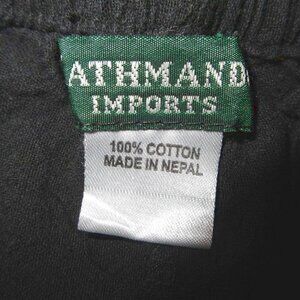 ATHMAND
IMPORTS
100% COTTON
MADE IN NEPAL